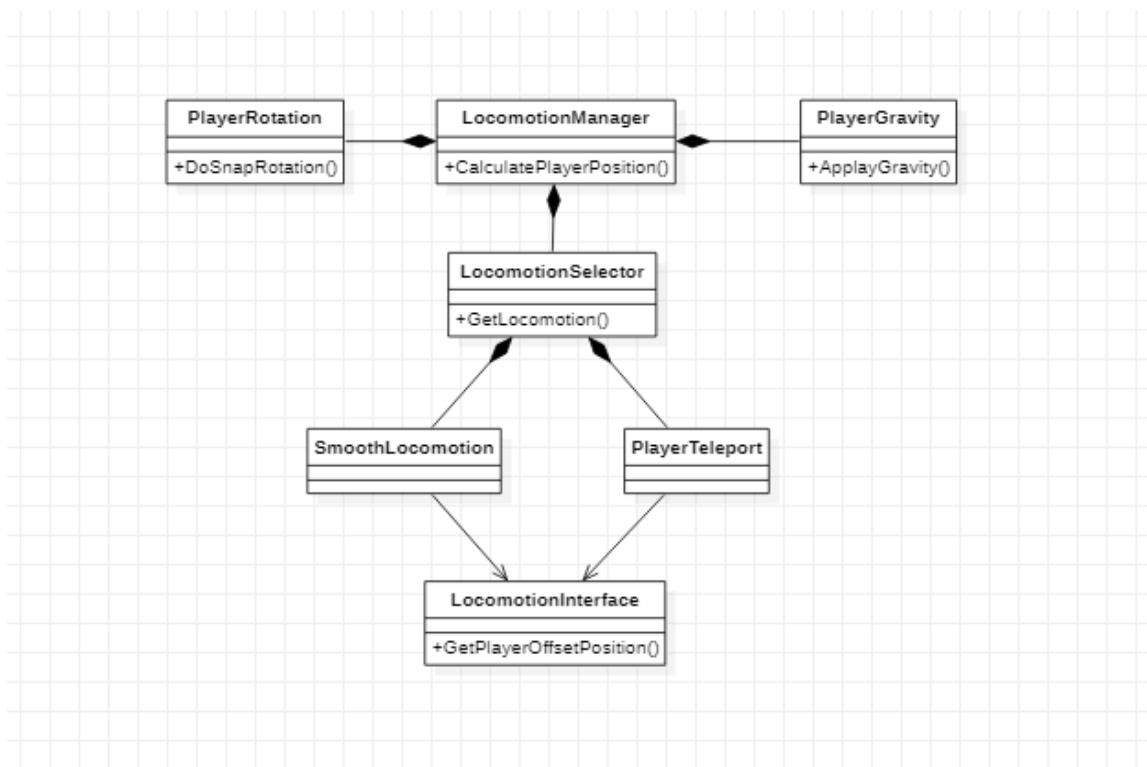 PlayerRotation
+DoSnapRotation()
LocomotionManager
+CalculatePlayerPosition()
PlayerGravity
+ApplayGravity()
LocomotionSelector
+GetLocomotion()
SmoothLocomotion
PlayerTeleport
LocomotionInterface
+GetPlayerOffsetPosition()